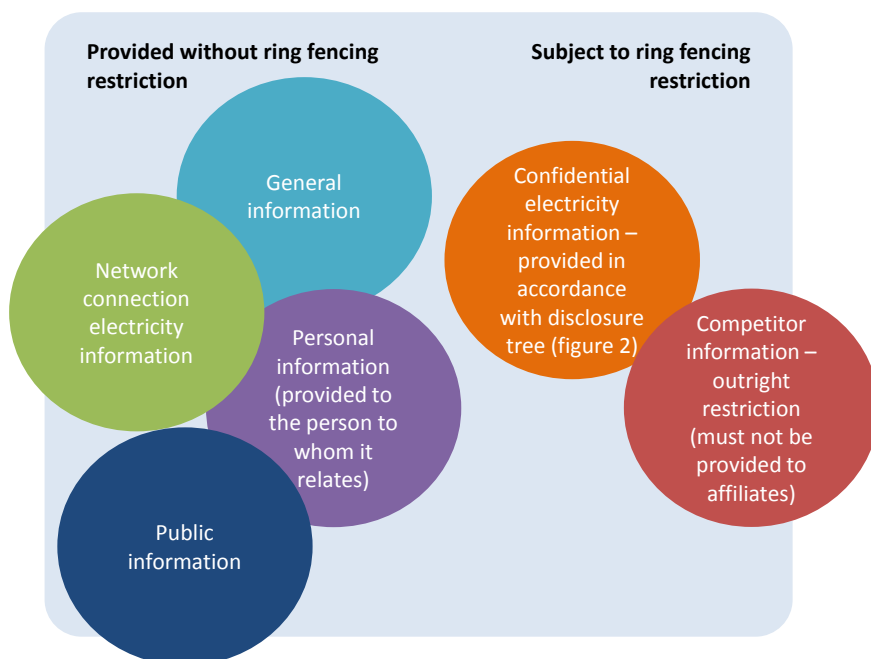 Provided without ring fencing
restriction
Subject to ring fencing
restriction
General
information
Network
connection
electricity
information
Personal
information
(provided to
the person to
whom it
relates)
Public
information
Confidential
electricity
information –
provided in
accordance
with disclosure
tree (figure 2)
Competitor
information –
outright
restriction
(must not be
provided to
affiliates)